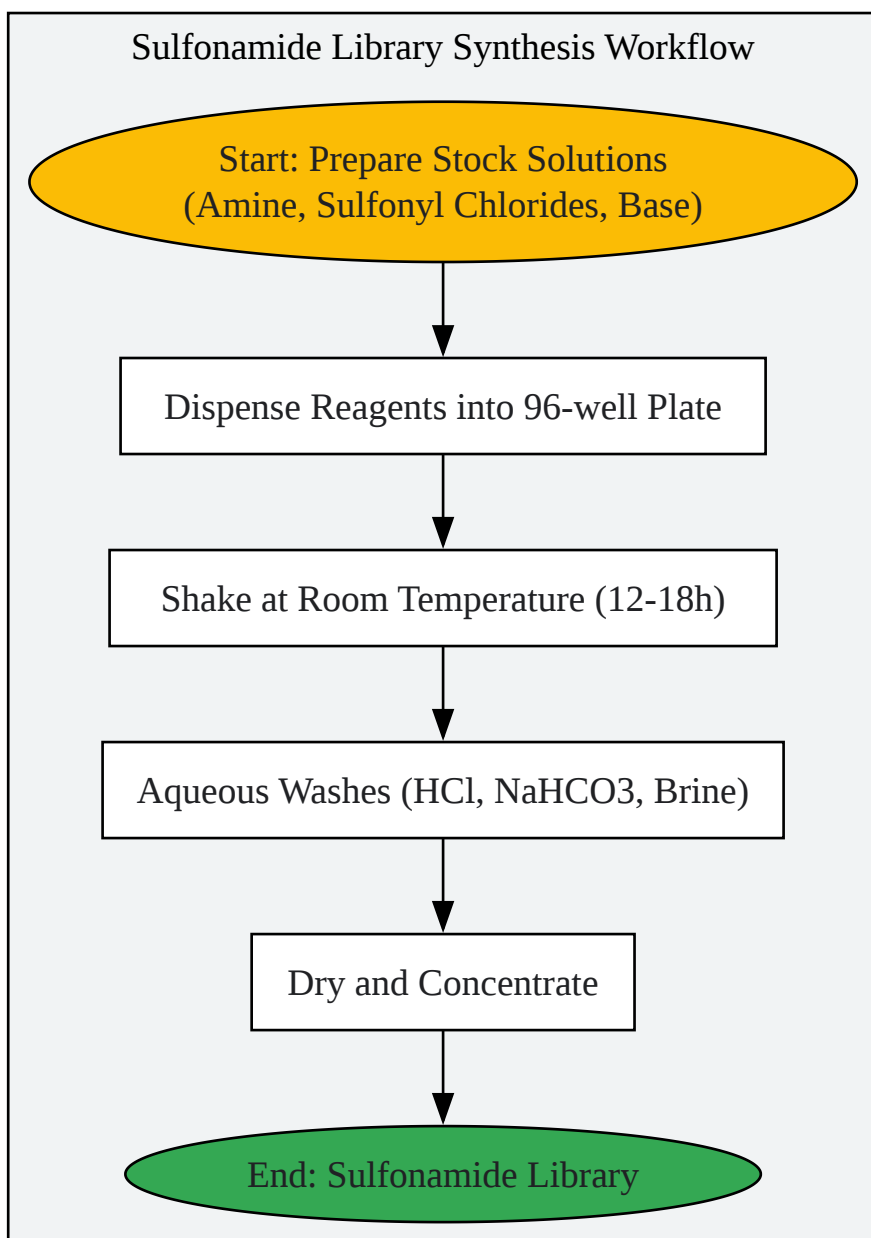 Sulfonamide Library Synthesis Workflow
Start: Prepare Stock Solutions
(Amine, Sulfonyl Chlorides, Base)
Dispense Reagents into 96-well Plate
Shake at Room Temperature (12-18h)
Aqueous Washes (HCl, NaHCO3, Brine)
Dry and Concentrate
End: Sulfonamide Library